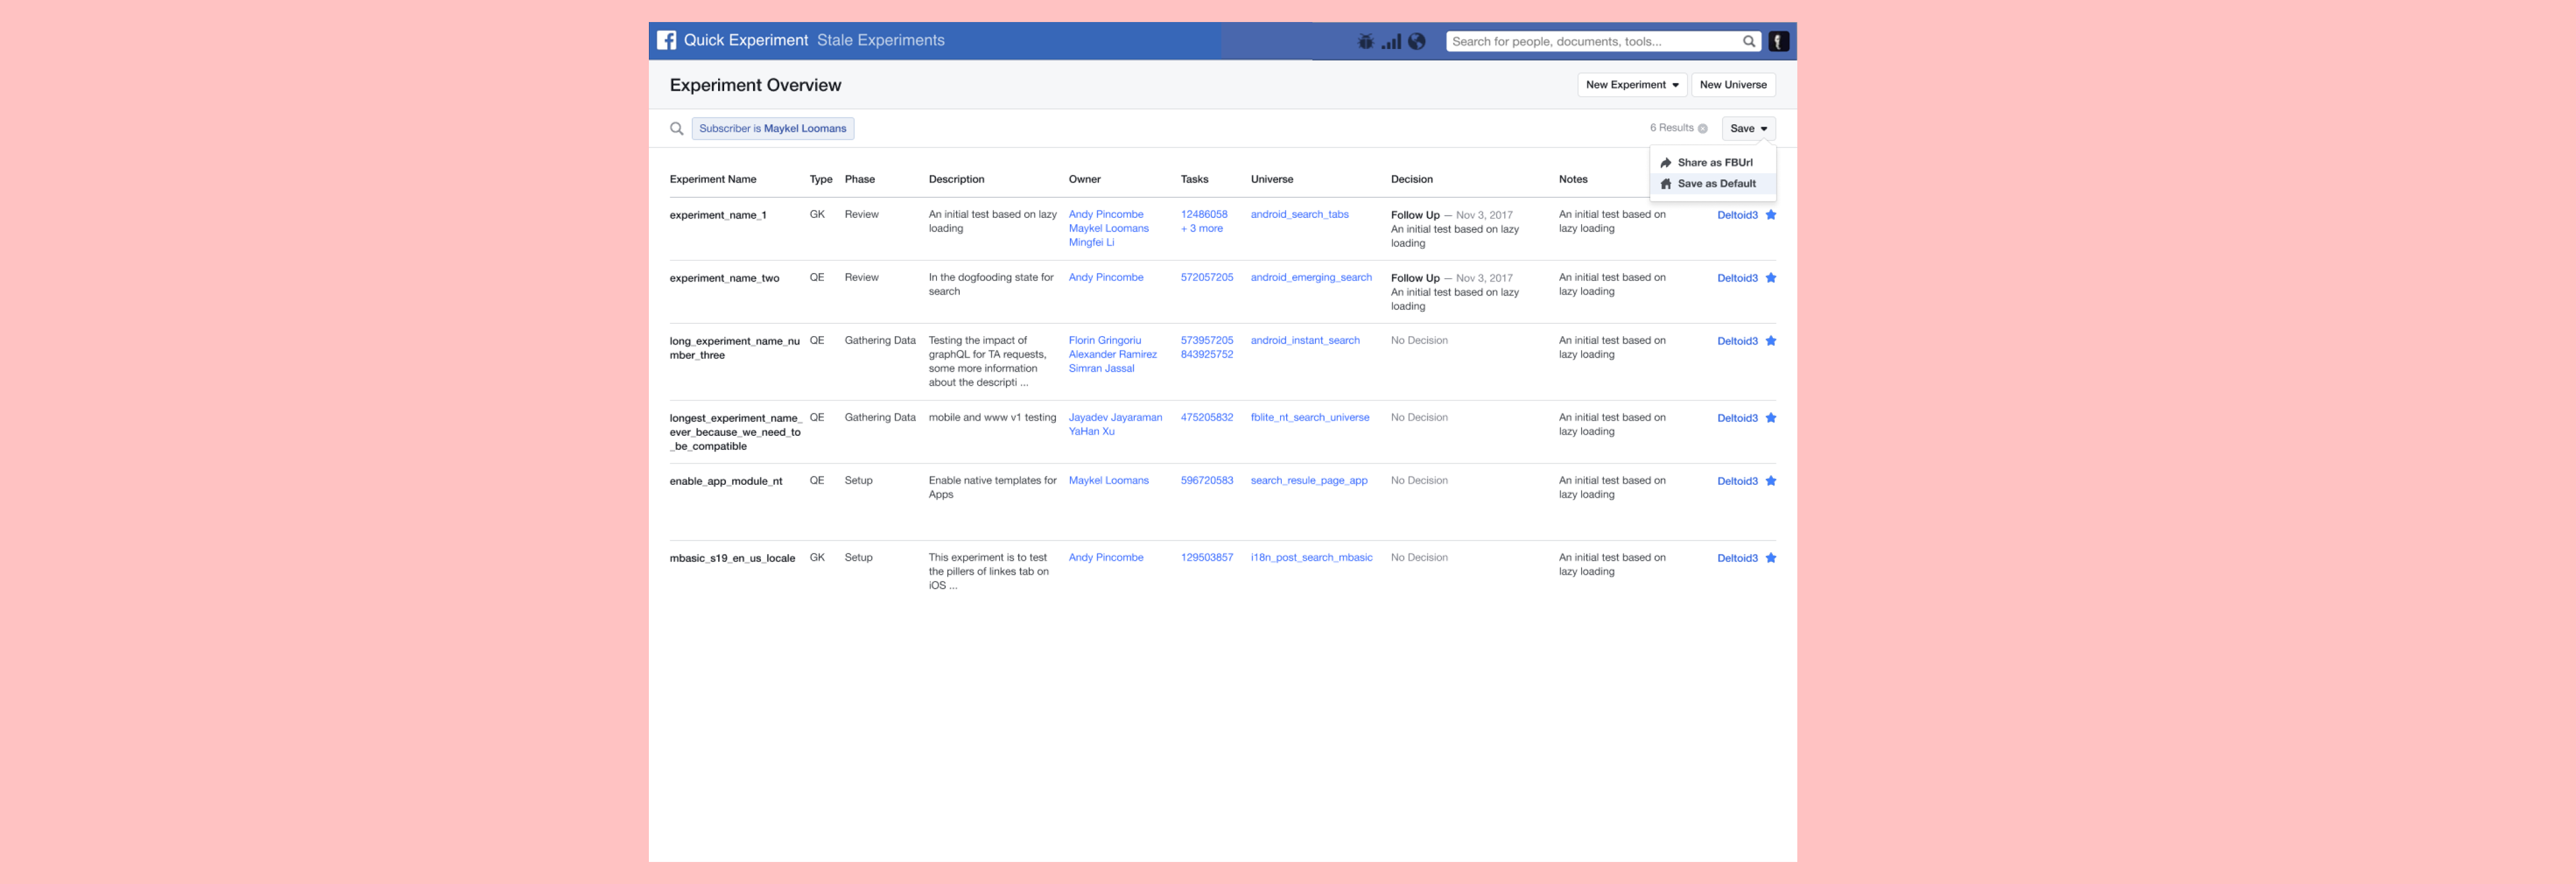 Quick Experiment Stale Experiments
Search for people, documents, tools...
Experiment Overview
New Experiment
New Universe
Subscriber is Maykel Loomans
6 Results
Save
Share as FBUrl
Save as Default
Experiment Name Type Phase Description Owner Tasks Universe Decision Notes
experiment_name_1
GK
Review
An initial test based on lazy
loading
Andy Pincombe
Maykel Loomans
Mingfei Li
12486058
+ 3 more
android_search_tabs
Follow Up — Nov 3, 2017
An initial test based on lazy
loading
An initial test based on
lazy loading
Deltoid3
experiment_name_two
QE
Review
In the dogfooding state for
search
Andy Pincombe
572057205
android_emerging_search
Follow Up — Nov 3, 2017
An initial test based on lazy
loading
An initial test based on
lazy loading
Deltoid3
long_experiment_name_nu
mber_three
QE
Gathering Data
Testing the impact of
graphQL for TA requests,
some more information
about the descripti ...
Florin Gringoriu
Alexander Ramirez
Simran Jassal
573957205
843925752
android_instant_search
No Decision
An initial test based on
lazy loading
Deltoid3
longest_experiment_name_
ever_because_we_need_to
_be_compatible
QE
Gathering Data
mobile and www v1 testing
Jayadev Jayaraman
YaHan Xu
475205832
fblite_nt_search_universe
No Decision
An initial test based on
lazy loading
Deltoid3
enable_app_module_nt
QE
Setup
Enable native templates for
Apps
Maykel Loomans
596720583
search_resule_page_app
No Decision
An initial test based on
lazy loading
Deltoid3
mbasic_s19_en_us_locale
GK
Setup
This experiment is to test
the pillers of linkes tab on
iOS ...
Andy Pincombe
129503857
i18n_post_search_mbasic
No Decision
An initial test based on
lazy loading
Deltoid3